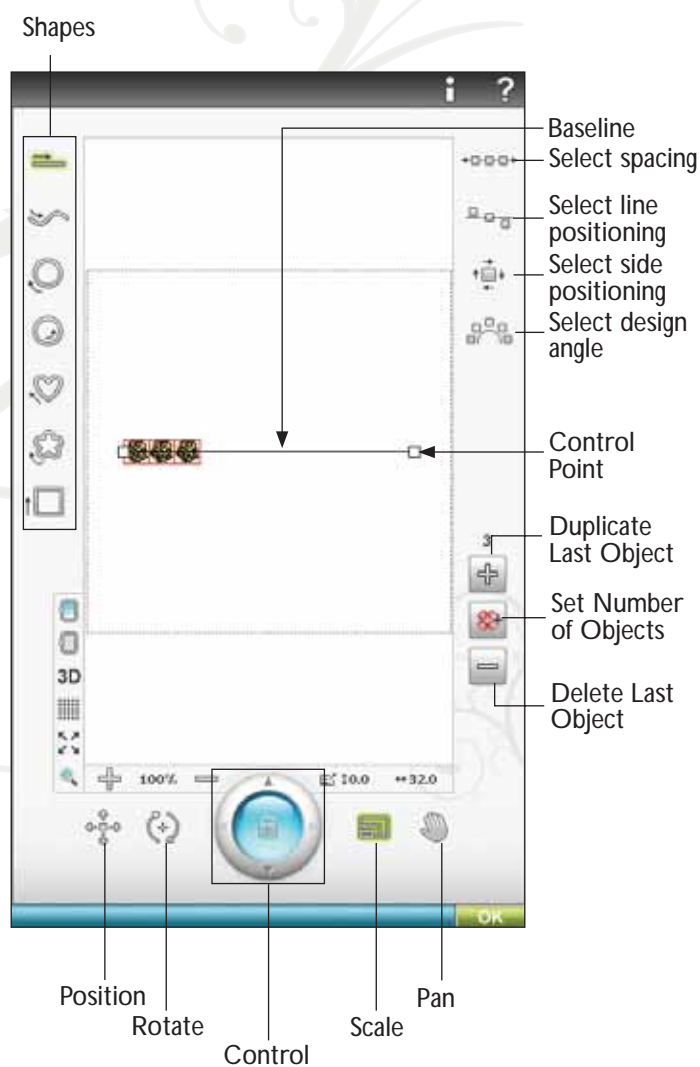 Shapes
i ?
Baseline
Select spacing
Select line
positioning
Select side
positioning
Select design
angle
Control
Point
3
Duplicate
Last Object
Set Number
of Objects
Delete Last
Object
3D
100%
0.0
32.0
OK
Position
Rotate
Control
Scale
Pan